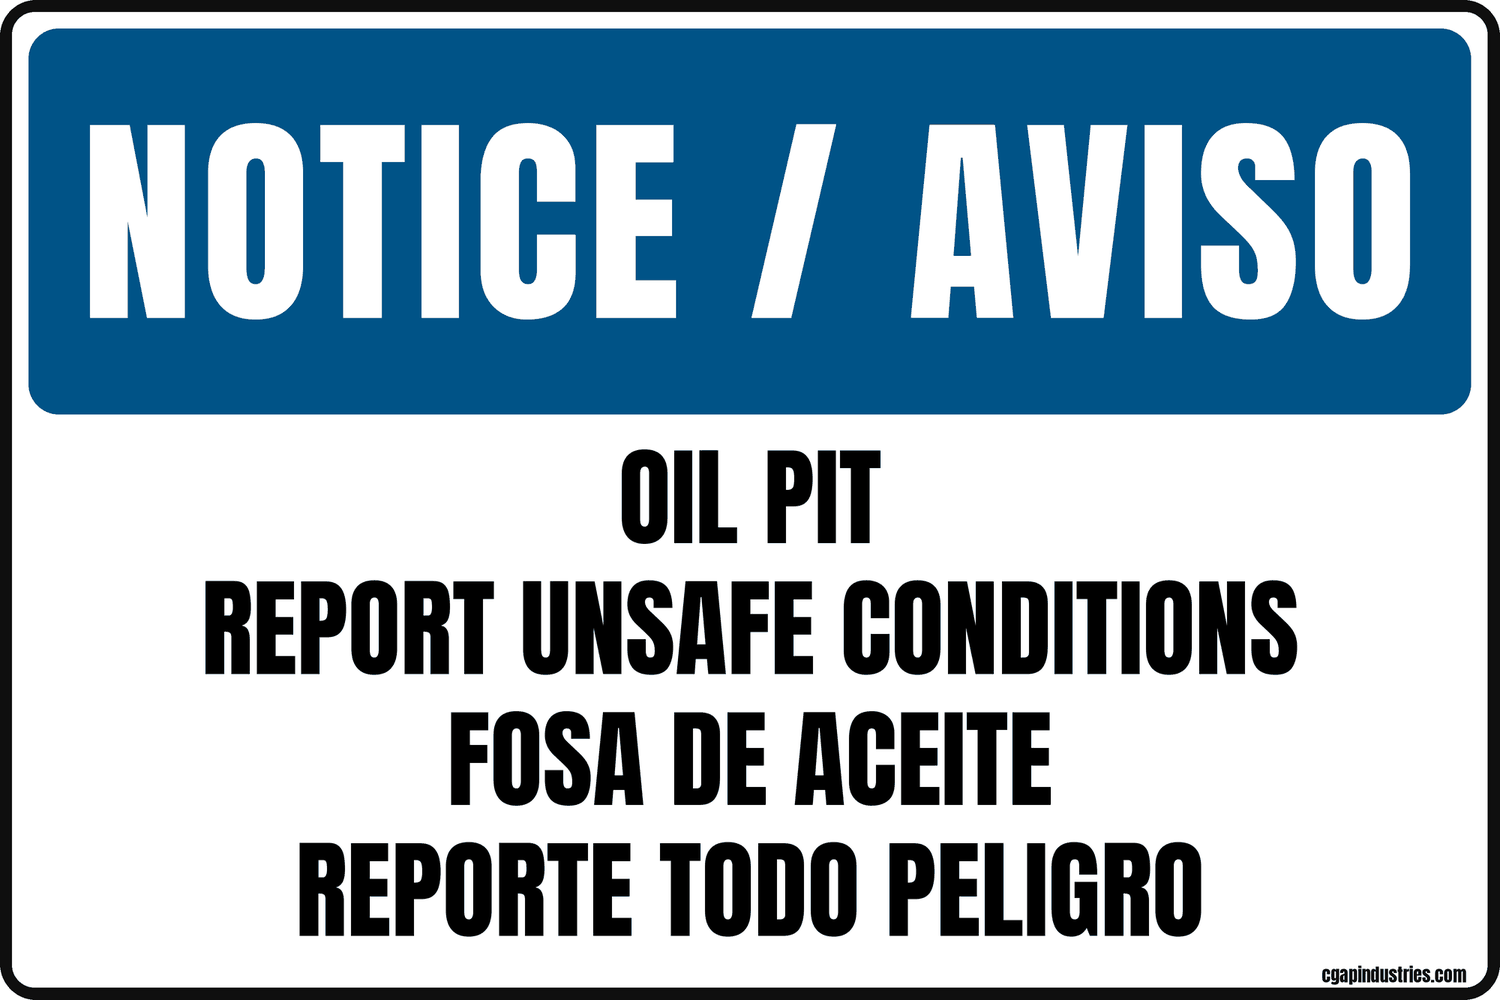 NOTICE / AVISO
OIL PIT
REPORT UNSAFE CONDITIONS
FOSA DE ACEITE
REPORTE TODO PELIGRO
cgapindustries.com